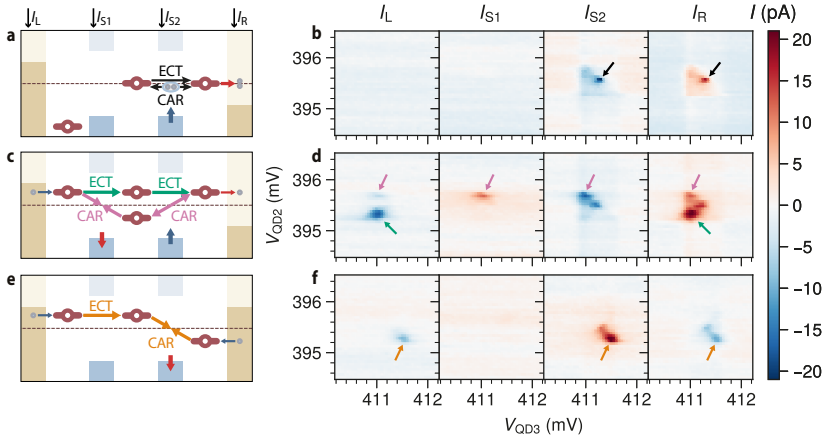 I_L I_S1 I_S2 I_R
a
ECT
CAR
b I_L I_S1 I_S2 I_R I (pA)
396
395
c
ECT ECT
CAR CAR
d
396
395
e
ECT
CAR
f
396
395
V_QD2 (mV)
411 412 411 412 411 412 411 412
V_QD3 (mV)
20
15
10
5
0
−5
−10
−15
−20